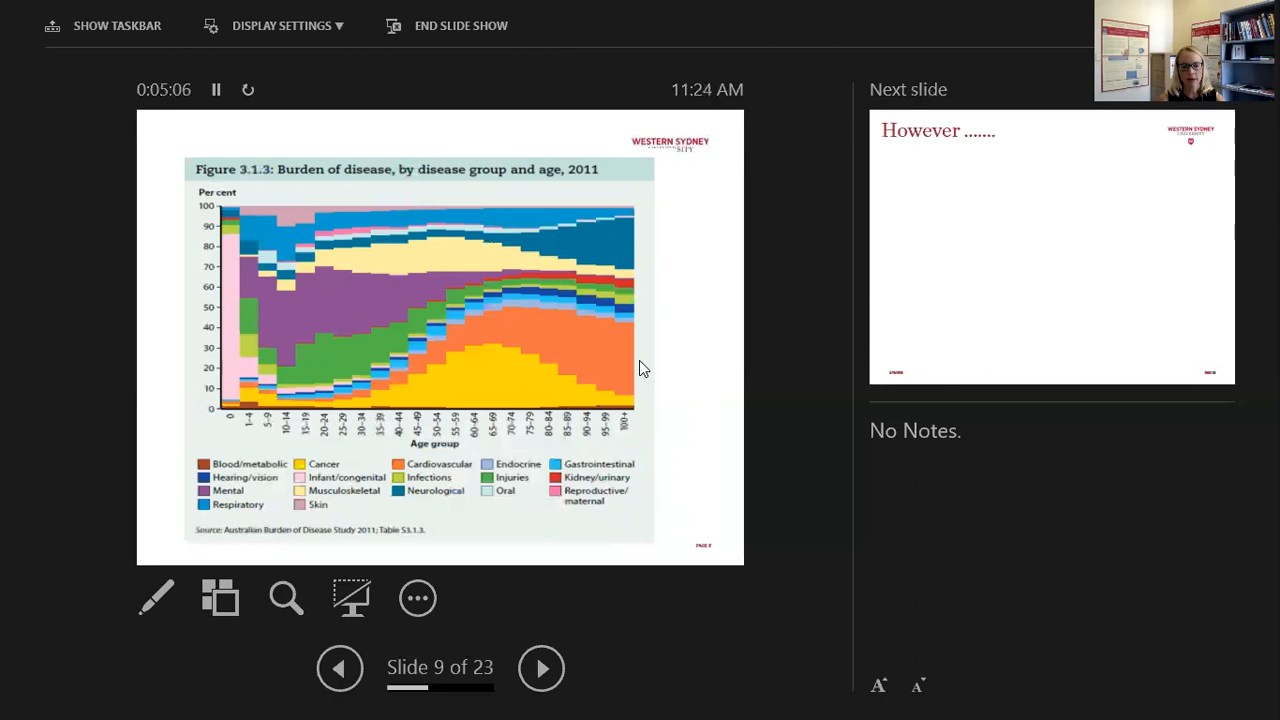 SHOW TASKBAR DISPLAY SETTINGS ▼ END SLIDE SHOW
0:05:06 11:24 AM
WESTERN SYDNEY
SITY
Figure 3.1.3: Burden of disease, by disease group and age, 2011
Per cent
100
90
80
70
60
50
40
30
20
10
0
0 1–4 5–9 10–14 15–19 20–24 25–29 30–34 35–39 40–44 45–49 50–54 55–59 60–64 65–69 70–74 75–79 80–84 85–89 90–94 95–99 100+
Age group
Blood/metabolic Cancer Cardiovascular Endocrine Gastrointestinal
Hearing/vision Infant/congenital Infections Injuries Kidney/urinary
Mental Musculoskeletal Neurological Oral Reproductive/
maternal
Respiratory Skin
Source: Australian Burden of Disease Study 2011; Table S3.1.3.
PAGE
Slide 9 of 23
Next slide
However .......
WESTERN SYDNEY
UNIVERSITY
PAGE
No Notes.
A A